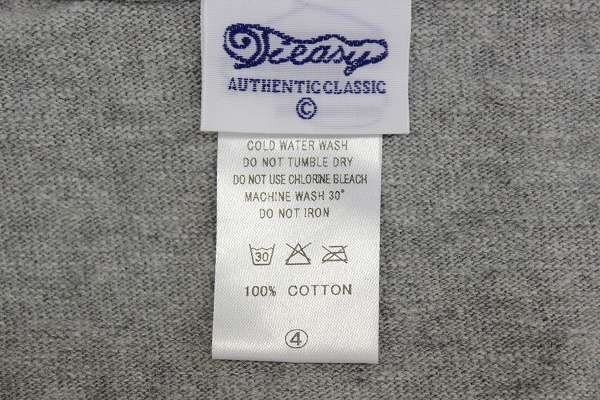 Tieasy
AUTHENTIC CLASSIC
©
COLD WATER WASH
DO NOT TUMBLE DRY
DO NOT USE CHLORINE BLEACH
MACHINE WASH 30°
DO NOT IRON
30
100% COTTON
④